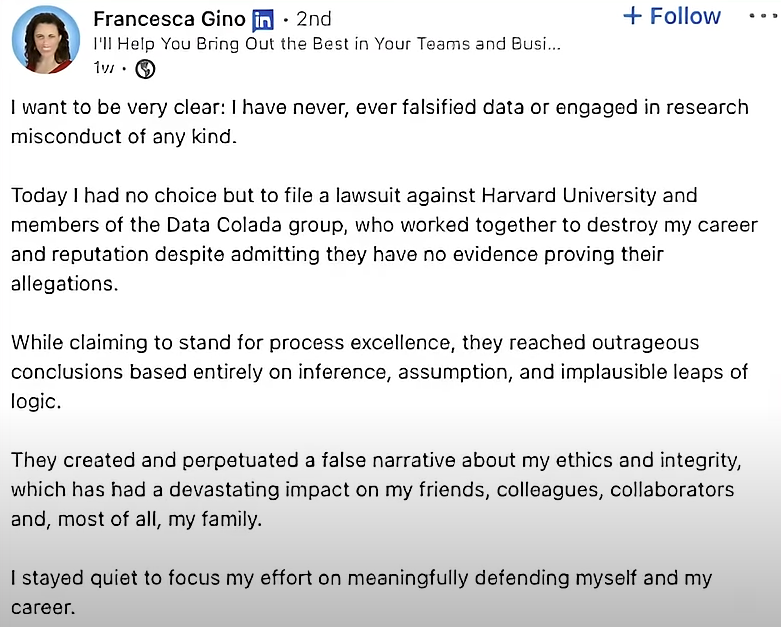 Francesca Gino in · 2nd
+ Follow ...
I'll Help You Bring Out the Best in Your Teams and Busi...
1w ·
I want to be very clear: I have never, ever falsified data or engaged in research
misconduct of any kind.
Today I had no choice but to file a lawsuit against Harvard University and
members of the Data Colada group, who worked together to destroy my career
and reputation despite admitting they have no evidence proving their
allegations.
While claiming to stand for process excellence, they reached outrageous
conclusions based entirely on inference, assumption, and implausible leaps of
logic.
They created and perpetuated a false narrative about my ethics and integrity,
which has had a devastating impact on my friends, colleagues, collaborators
and, most of all, my family.
I stayed quiet to focus my effort on meaningfully defending myself and my
career.